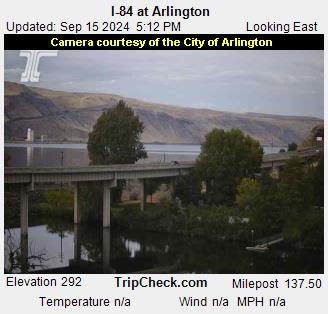 I-84 at Arlington
Updated: Sep 15 2024 5:12 PM Looking East
Camera courtesy of the City of Arlington
Elevation 292 TripCheck.com Milepost 137.50
Temperature n/a Wind n/a MPH n/a